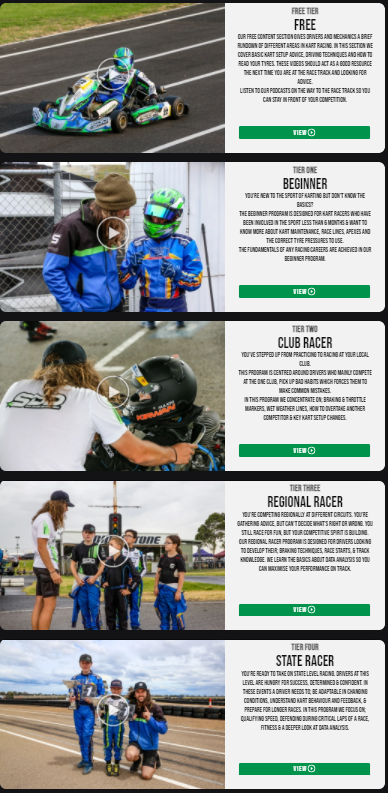 FREE TIER
FREE
OUR FREE CONTENT SECTION GIVES DRIVERS AND MECHANICS A BRIEF
RUNDOWN OF DIFFERENT AREAS IN KART RACING. IN THIS SECTION WE
COVER BASIC KART SETUP ADVICE, DRIVING TECHNIQUES AND HOW TO
READ YOUR TYRES. THESE VIDEOS SHOULD ACT AS A GOOD RESOURCE
THE NEXT TIME YOU ARE AT THE RACE TRACK AND LOOKING FOR
ADVICE.
LISTEN TO OUR PODCASTS ON THE WAY TO THE RACE TRACK SO YOU
CAN STAY IN FRONT OF YOUR COMPETITION.
VIEW
TIER ONE
BEGINNER
YOU'RE NEW TO THE SPORT OF KARTING BUT DON'T KNOW THE
BASICS?
THE BEGINNER PROGRAM IS DESIGNED FOR KART RACERS WHO HAVE
BEEN INVOLVED IN THE SPORT LESS THAN 6 MONTHS & WANT TO
KNOW MORE ABOUT KART MAINTENANCE, RACE LINES, APEXES AND
THE CORRECT TYRE PRESSURES TO USE.
THE FUNDAMENTALS OF ANY RACING CAREERS ARE ACHIEVED IN OUR
BEGINNER PROGRAM.
VIEW
TIER TWO
CLUB RACER
YOU'VE STEPPED UP FROM PRACTICING TO RACING AT YOUR LOCAL
CLUB.
THIS PROGRAM IS CENTRED AROUND DRIVERS WHO MAINLY COMPETE
AT THE ONE CLUB, PICK UP BAD HABITS WHICH FORCES THEM TO
MAKE COMMON MISTAKES.
IN THIS PROGRAM WE CONCENTRATE ON; BRAKING & THROTTLE
MARKERS, WET WEATHER LINES, HOW TO OVERTAKE ANOTHER
COMPETITOR & KEY KART SETUP CHANGES.
VIEW
TIER THREE
REGIONAL RACER
YOU'RE COMPETING REGIONALLY AT DIFFERENT CIRCUITS. YOU'RE
GATHERING ADVICE, BUT CAN'T DECIDE WHAT'S RIGHT OR WRONG. YOU
STILL RACE FOR FUN, BUT YOUR COMPETITIVE SPIRIT IS BUILDING.
OUR REGIONAL RACER PROGRAM IS DESIGNED FOR DRIVERS LOOKING
TO DEVELOP THEIR; BRAKING TECHNIQUES, RACE STARTS, & TRACK
KNOWLEDGE. WE LEARN THE BASICS ABOUT DATA ANALYSIS SO YOU
CAN MAXIMISE YOUR PERFORMANCE ON TRACK.
VIEW
TIER FOUR
STATE RACER
YOU'RE READY TO TAKE ON STATE LEVEL RACING. DRIVERS AT THIS
LEVEL ARE HUNGRY FOR SUCCESS, DETERMINED & CONFIDENT. IN
THESE EVENTS A DRIVER NEEDS TO; BE ADAPTABLE IN CHANGING
CONDITIONS, UNDERSTAND KART BEHAVIOUR AND FEEDBACK, &
PREPARE FOR LONGER RACES. IN THIS PROGRAM WE FOCUS ON;
QUALIFYING SPEED, DEFENDING DURING CRITICAL LAPS OF A RACE,
FITNESS & A DEEPER LOOK AT DATA ANALYSIS.
VIEW